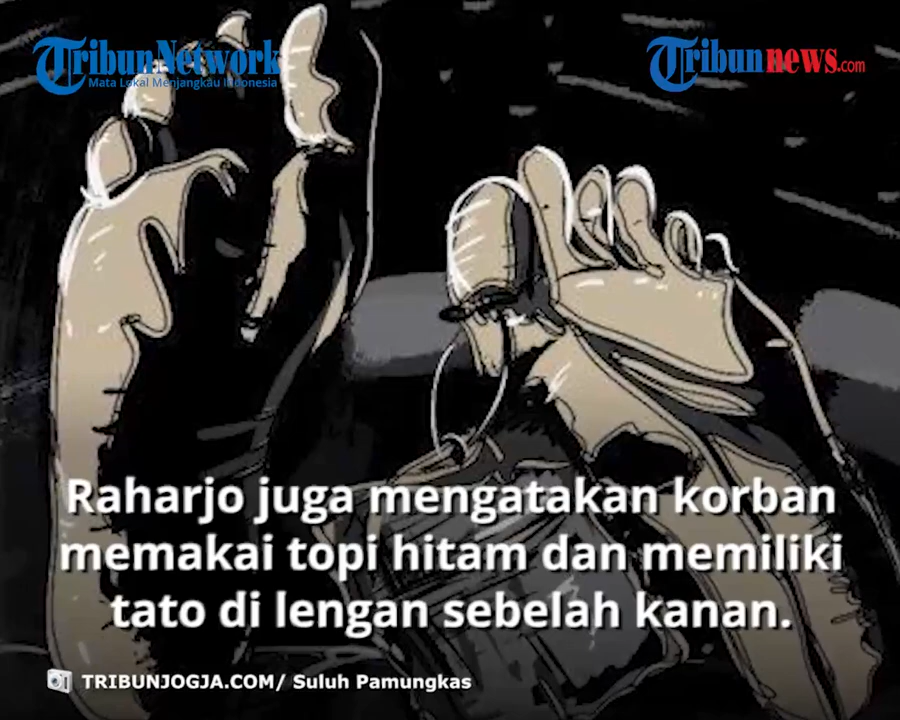 TribunNetwork
Mata Lokal Menjangkau Indonesia
Tribunnews.com
Raharjo juga mengatakan korban
memakai topi hitam dan memiliki
tato di lengan sebelah kanan.
TRIBUNJOGJA.COM/ Suluh Pamungkas